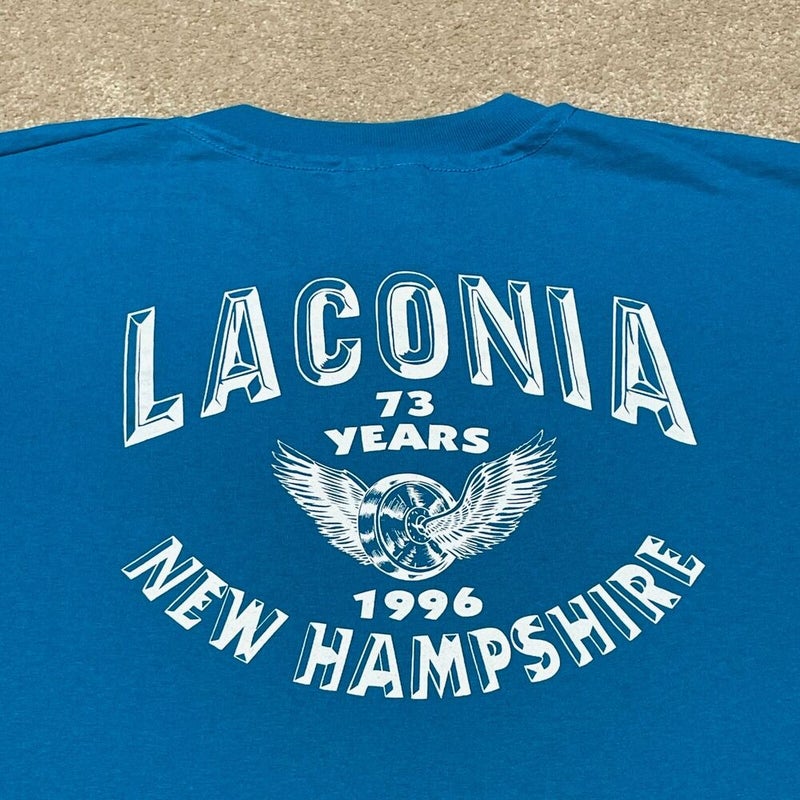 LACONIA
73
YEARS
1996
NEW HAMPSHIRE